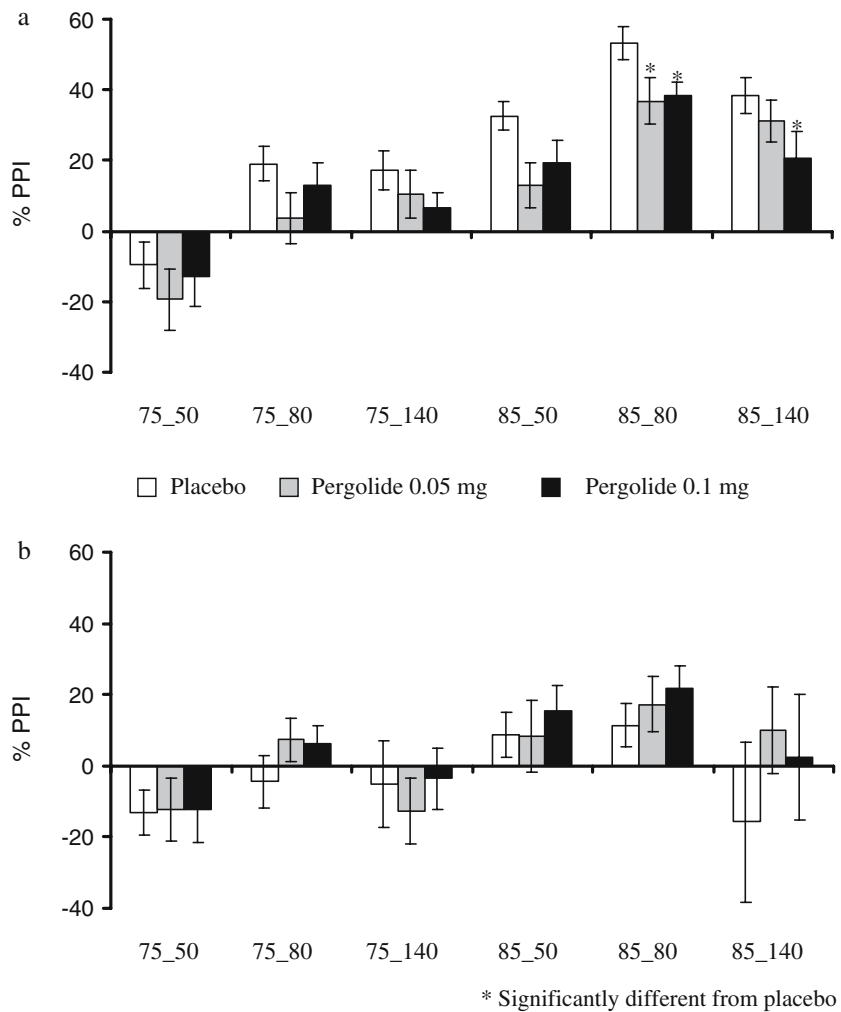 a
60
40
20
0
-20
-40
% PPI
* * *
75_50 75_80 75_140 85_50 85_80 85_140
Placebo Pergolide 0.05 mg Pergolide 0.1 mg
b
60
40
20
0
-20
-40
% PPI
75_50 75_80 75_140 85_50 85_80 85_140
* Significantly different from placebo